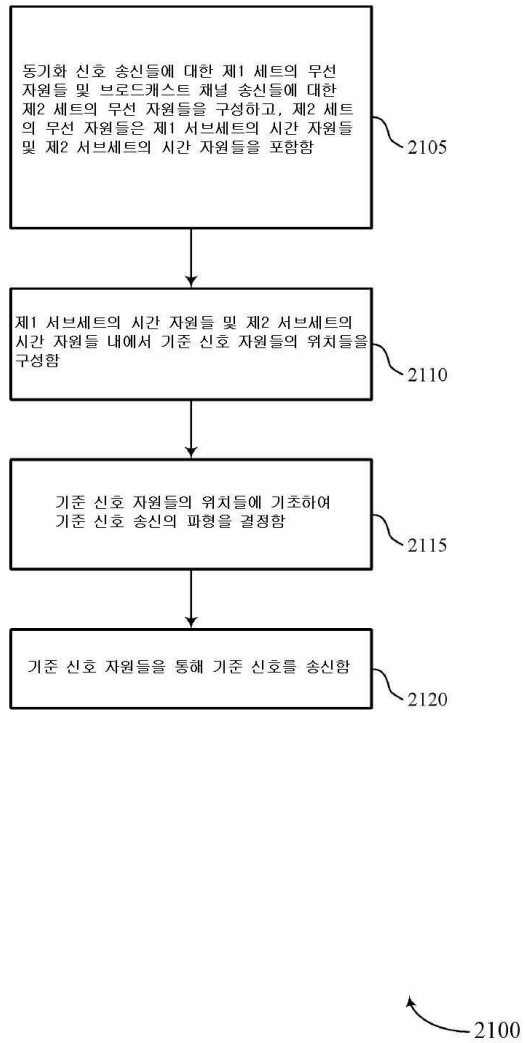 동기화 신호 송신들에 대한 제1 세트의 무선
자원들 및 브로드캐스트 채널 송신들에 대한
제2 세트의 무선 자원들을 구성하고, 제2 세트
의 무선 자원들은 제1 서브세트의 시간 자원들
및 제2 서브세트의 시간 자원들을 포함함
2105
제1 서브세트의 시간 자원들 및 제2 서브세트의
시간 자원들 내에서 기준 신호 자원들의 위치들을
구성함
2110
기준 신호 자원들의 위치들에 기초하여
기준 신호 송신의 파형을 결정함
2115
기준 신호 자원들을 통해 기준 신호를 송신함
2120
2100